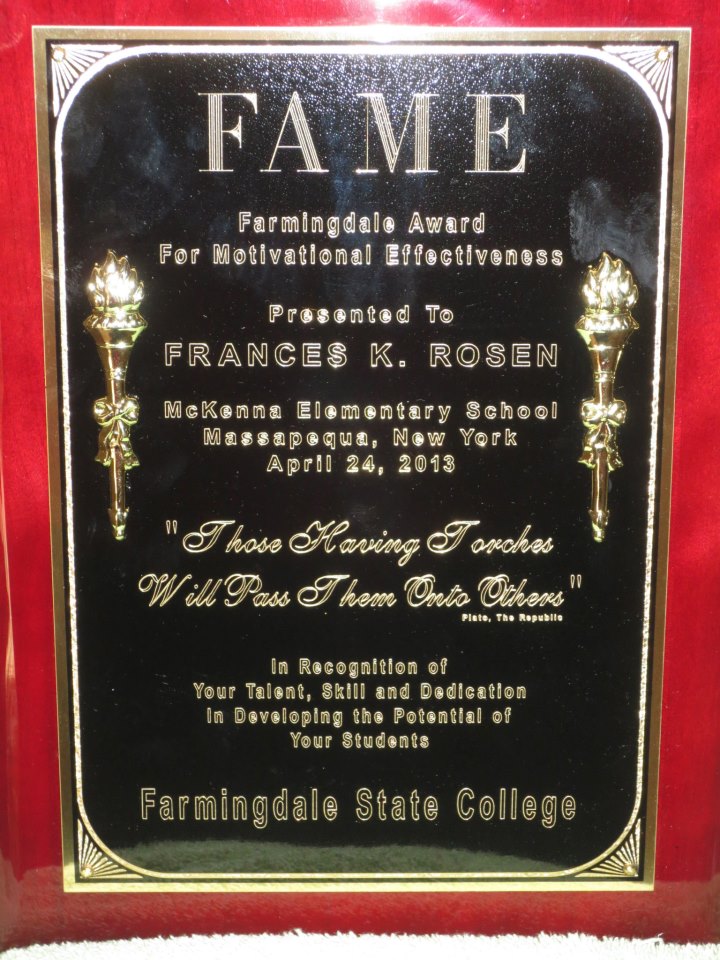 FAME
Farmingdale Award
For Motivational Effectiveness
Presented To
FRANCES K. ROSEN
McKenna Elementary School
Massapequa, New York
April 24, 2013
"Those Having Torches
Will Pass Them Onto Others"
Plato, The Republic
In Recognition of
Your Talent, Skill and Dedication
In Developing the Potential of
Your Students
Farmingdale State College